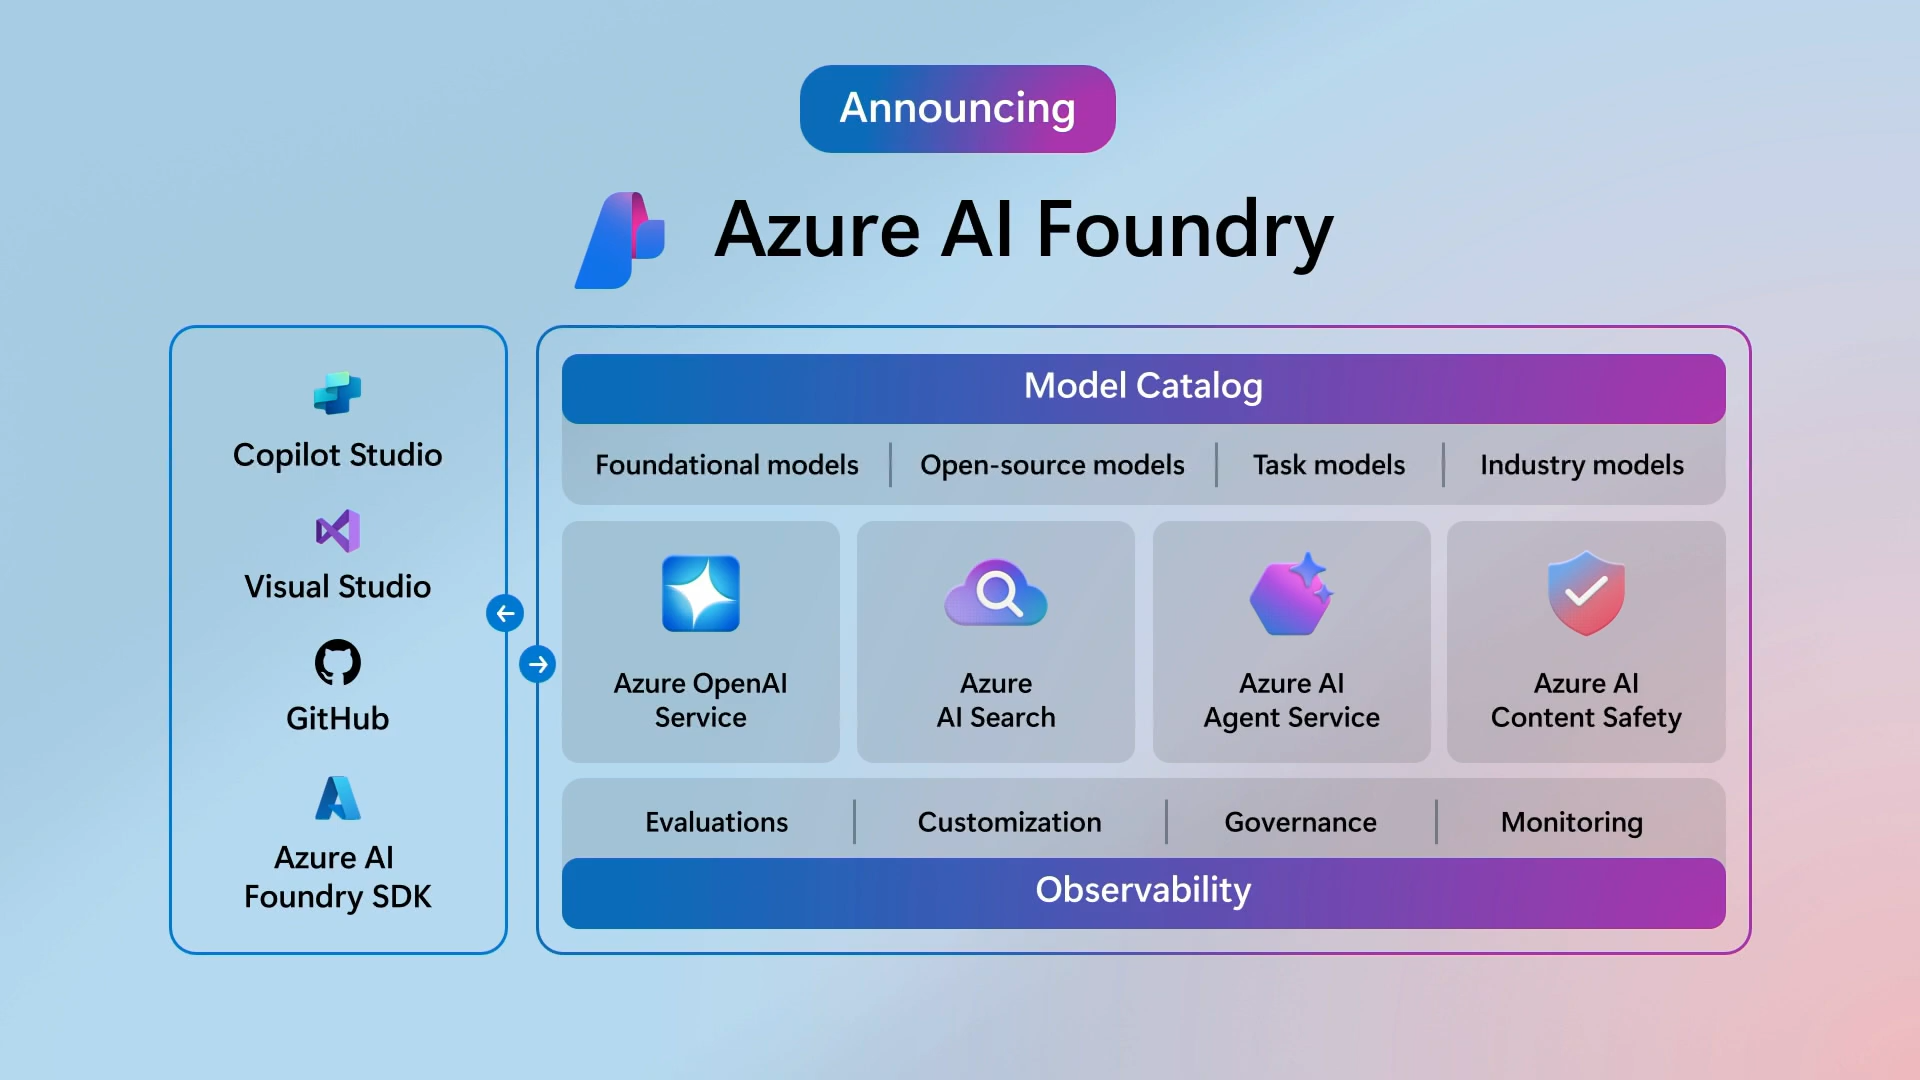 Announcing
Azure AI Foundry
Copilot Studio
Visual Studio
GitHub
Azure AI
Foundry SDK
Model Catalog
Foundational models
Open-source models
Task models
Industry models
Azure OpenAI
Service
Azure
AI Search
Azure AI
Agent Service
Azure AI
Content Safety
Evaluations
Customization
Governance
Monitoring
Observability